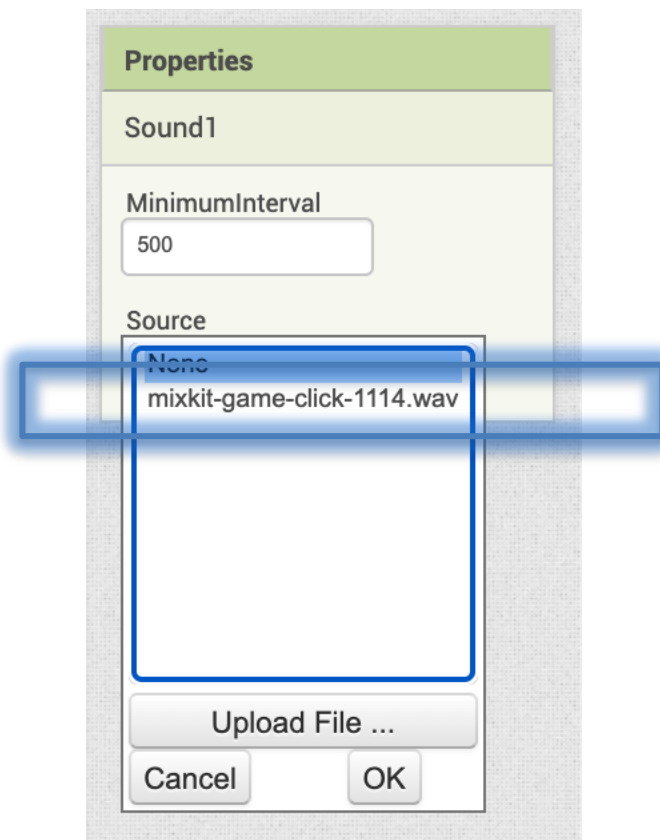 Properties
Sound1
MinimumInterval
500
Source
None
mixkit-game-click-1114.wav
Upload File ...
Cancel OK